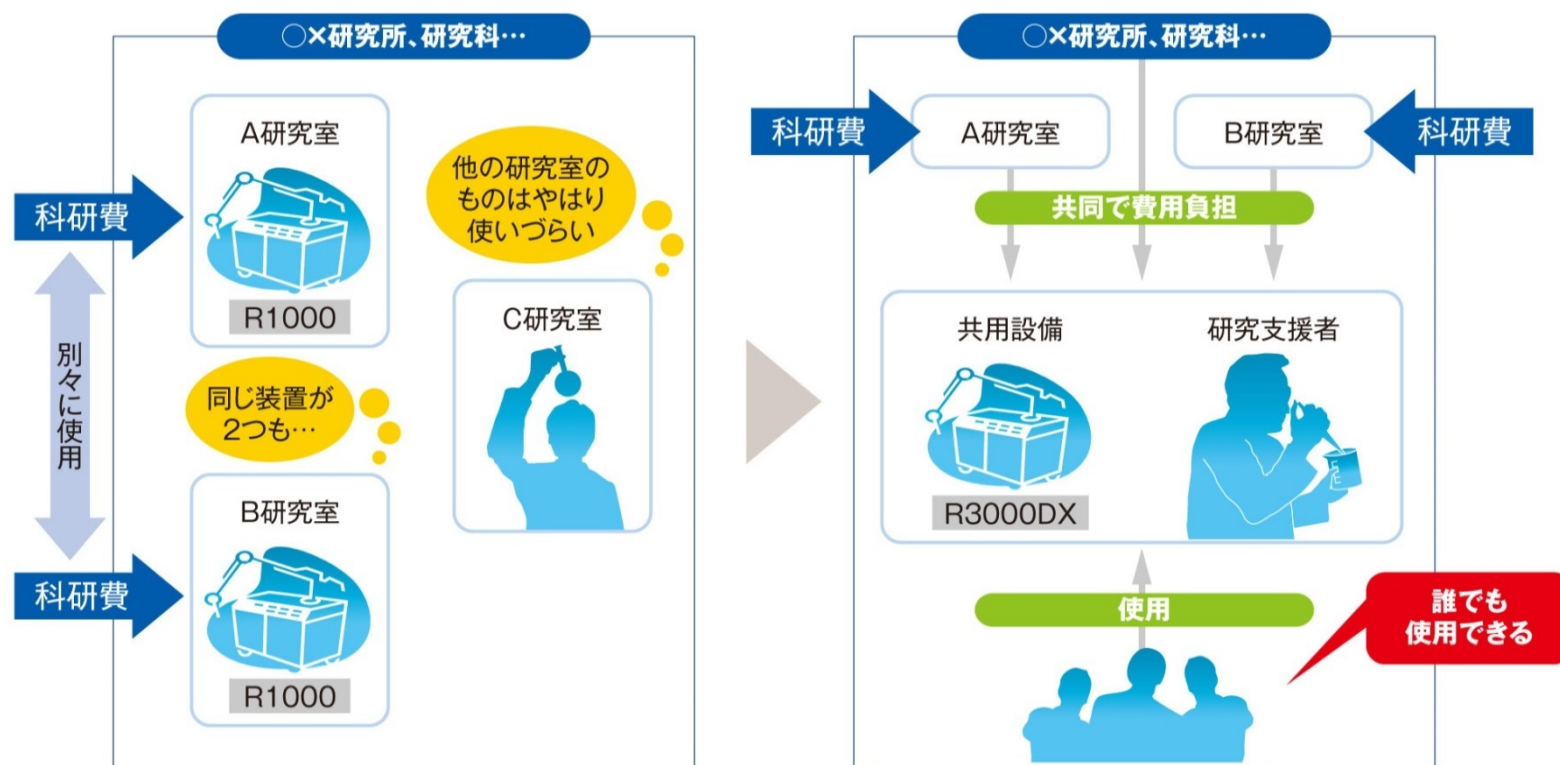 ○×研究所、研究科…
A研究室
科研費
R1000
他の研究室の
ものはやはり
使いづらい
C研究室
別々に使用
同じ装置が
2つも…
B研究室
科研費
R1000
○×研究所、研究科…
科研費
A研究室
B研究室
科研費
共同で費用負担
共用設備
研究支援者
R3000DX
使用
誰でも
使用できる